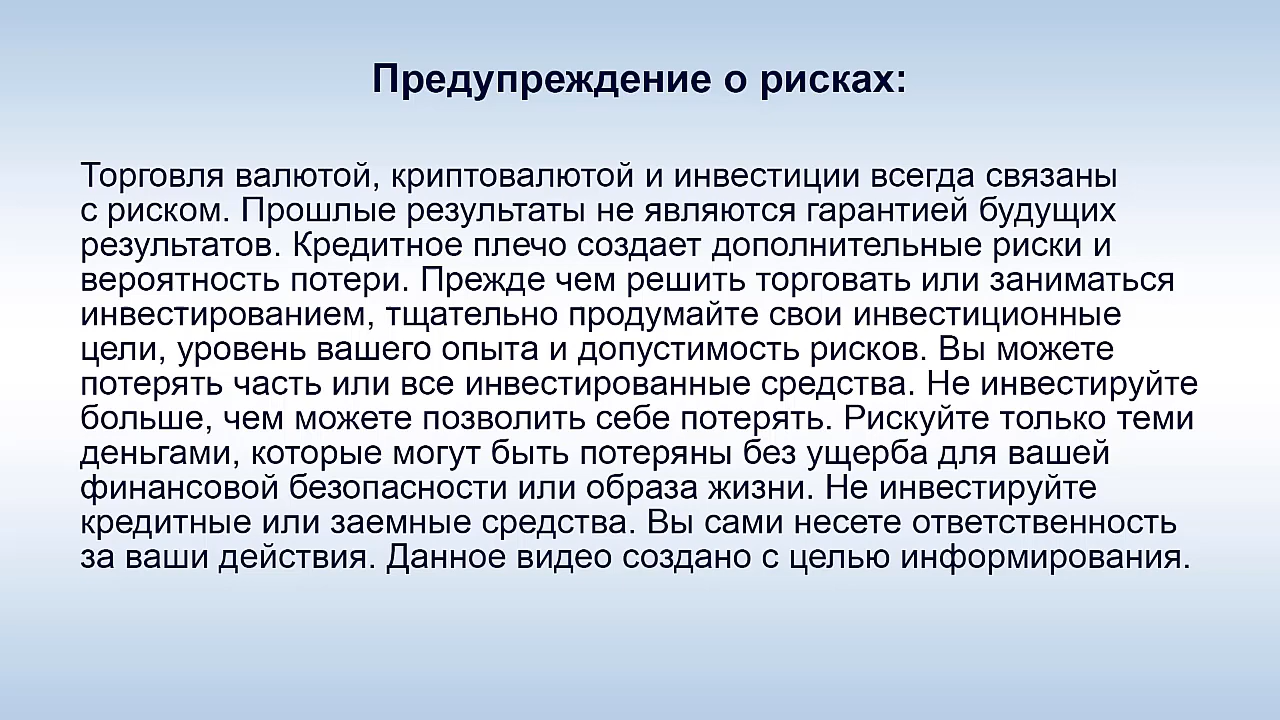 Предупреждение о рисках:
Торговля валютой, криптовалютой и инвестиции всегда связаны
с риском. Прошлые результаты не являются гарантией будущих
результатов. Кредитное плечо создает дополнительные риски и
вероятность потери. Прежде чем решить торговать или заниматься
инвестированием, тщательно продумайте свои инвестиционные
цели, уровень вашего опыта и допустимость рисков. Вы можете
потерять часть или все инвестированные средства. Не инвестируйте
больше, чем можете позволить себе потерять. Рискуйте только теми
деньгами, которые могут быть потеряны без ущерба для вашей
финансовой безопасности или образа жизни. Не инвестируйте
кредитные или заемные средства. Вы сами несете ответственность
за ваши действия. Данное видео создано с целью информирования.